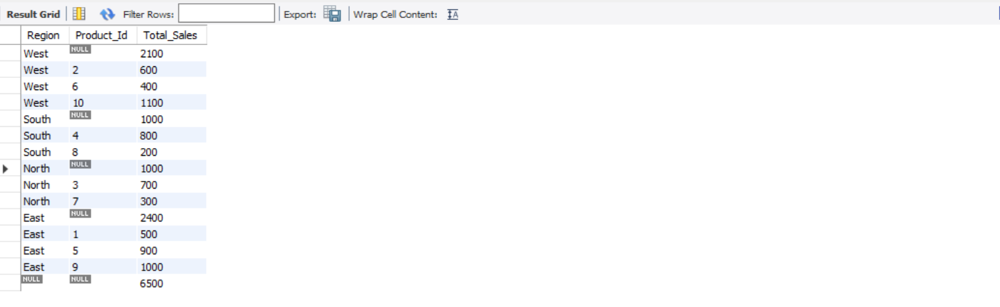 Result Grid Filter Rows: Export: Wrap Cell Content: IA
Region Product_Id Total_Sales
West NULL 2100
West 2 600
West 6 400
West 10 1100
South NULL 1000
South 4 800
South 8 200
North NULL 1000
North 3 700
North 7 300
East NULL 2400
East 1 500
East 5 900
East 9 1000
NULL NULL 6500